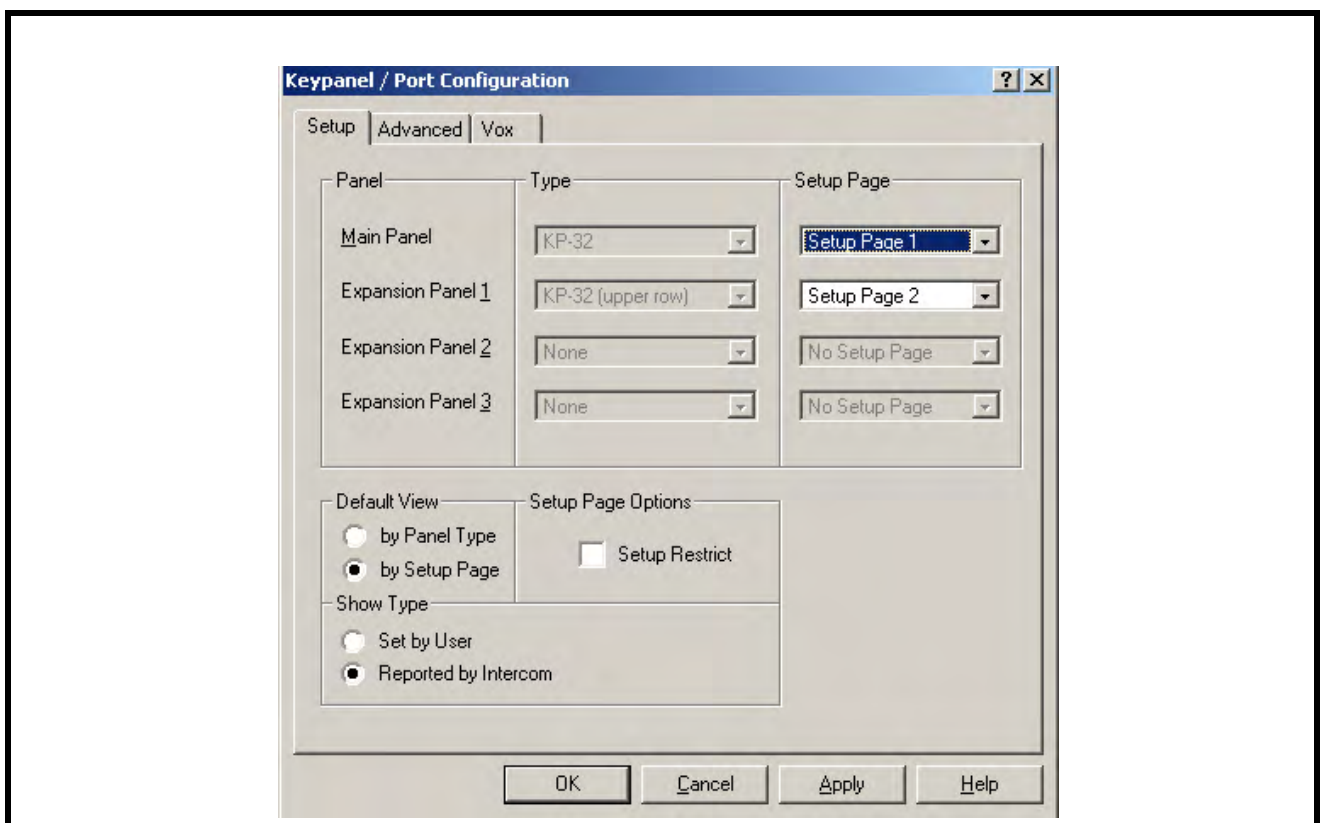 Keypanel / Port Configuration
Setup Advanced Vox
Panel Type Setup Page
Main Panel KP-32 Setup Page 1
Expansion Panel 1 KP-32 (upper row) Setup Page 2
Expansion Panel 2 None No Setup Page
Expansion Panel 3 None No Setup Page
Default View Setup Page Options
by Panel Type
Setup Restrict
by Setup Page
Show Type
Set by User
Reported by Intercom
OK Cancel Apply Help